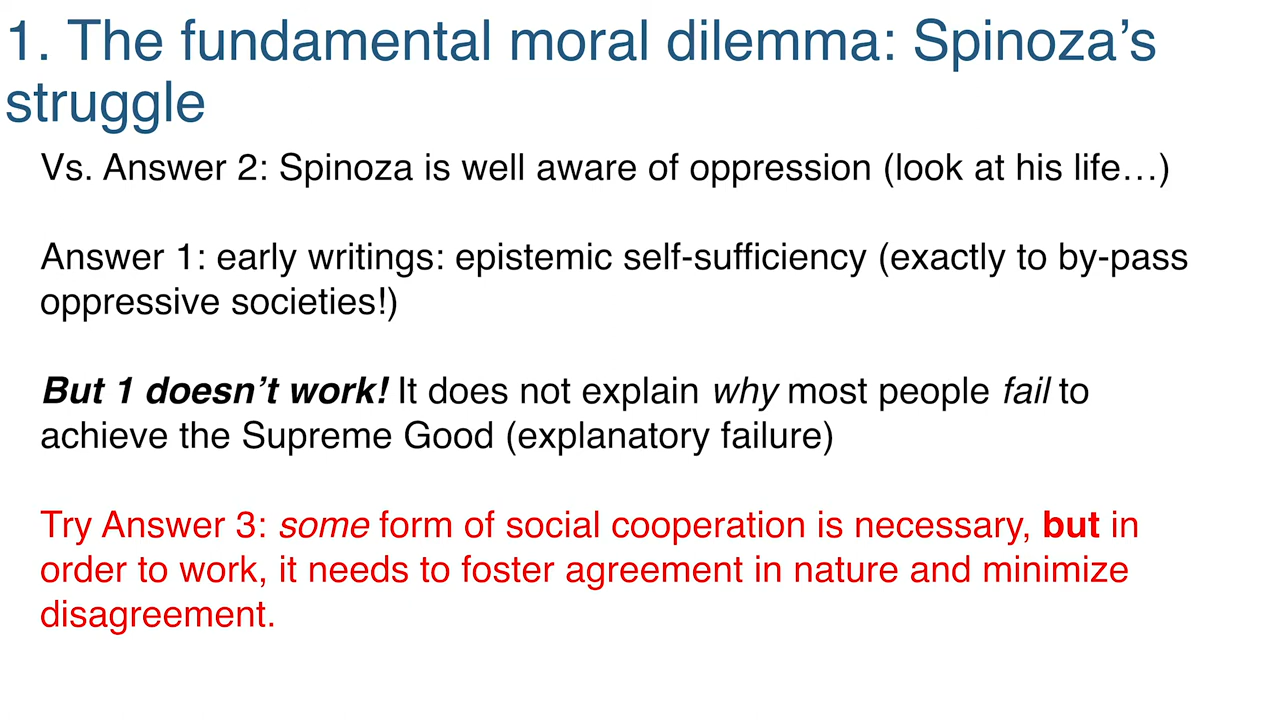 1. The fundamental moral dilemma: Spinoza’s
struggle
Vs. Answer 2: Spinoza is well aware of oppression (look at his life…)
Answer 1: early writings: epistemic self-sufficiency (exactly to by-pass
oppressive societies!)
But 1 doesn’t work! It does not explain why most people fail to
achieve the Supreme Good (explanatory failure)
Try Answer 3: some form of social cooperation is necessary, but in
order to work, it needs to foster agreement in nature and minimize
disagreement.